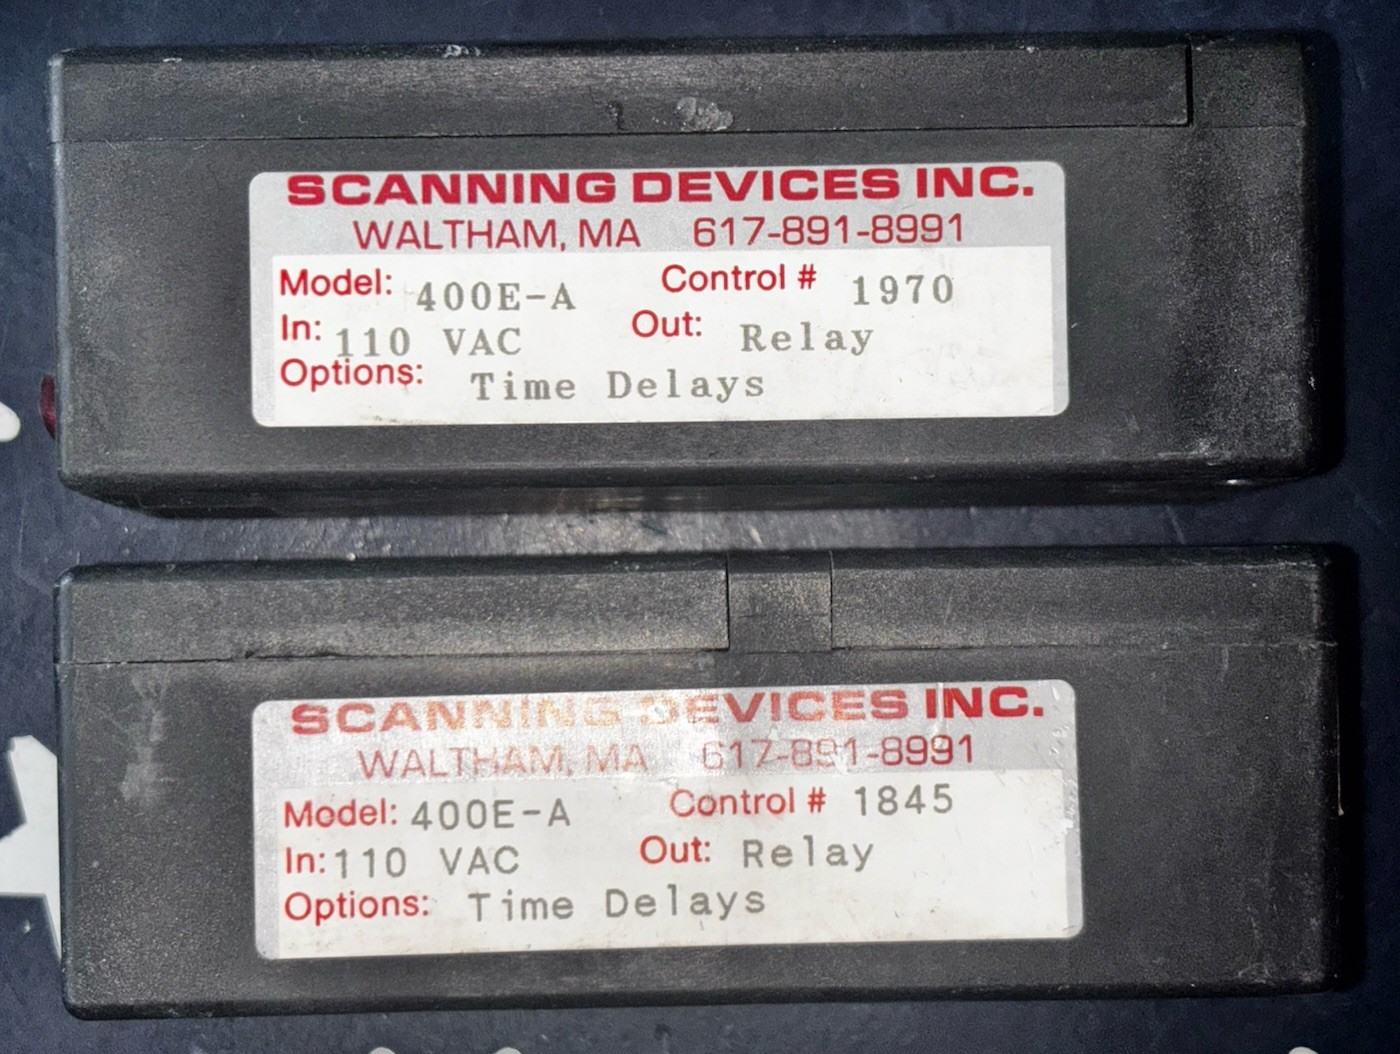 SCANNING DEVICES INC.
WALTHAM, MA 617-891-8991
Model: 400E-A Control # 1970
In: 110 VAC Out: Relay
Options: Time Delays
SCANNING DEVICES INC.
WALTHAM, MA 617-891-8991
Model: 400E-A Control # 1845
In: 110 VAC Out: Relay
Options: Time Delays